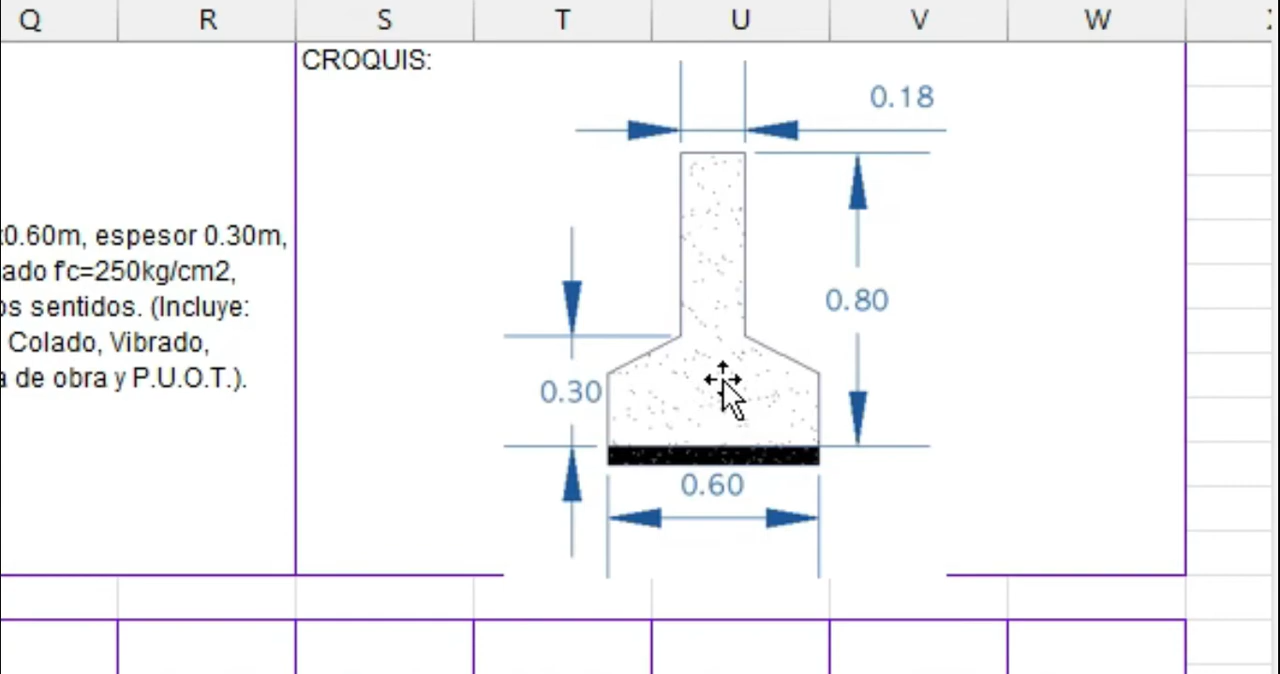 Q R S T U V W
CROQUIS:
0.18
0.60m, espesor 0.30m,
ado f'c=250kg/cm2,
os sentidos. (Incluye:
0.80
Colado, Vibrado,
a de obra y P.U.O.T.).
0.30
0.60